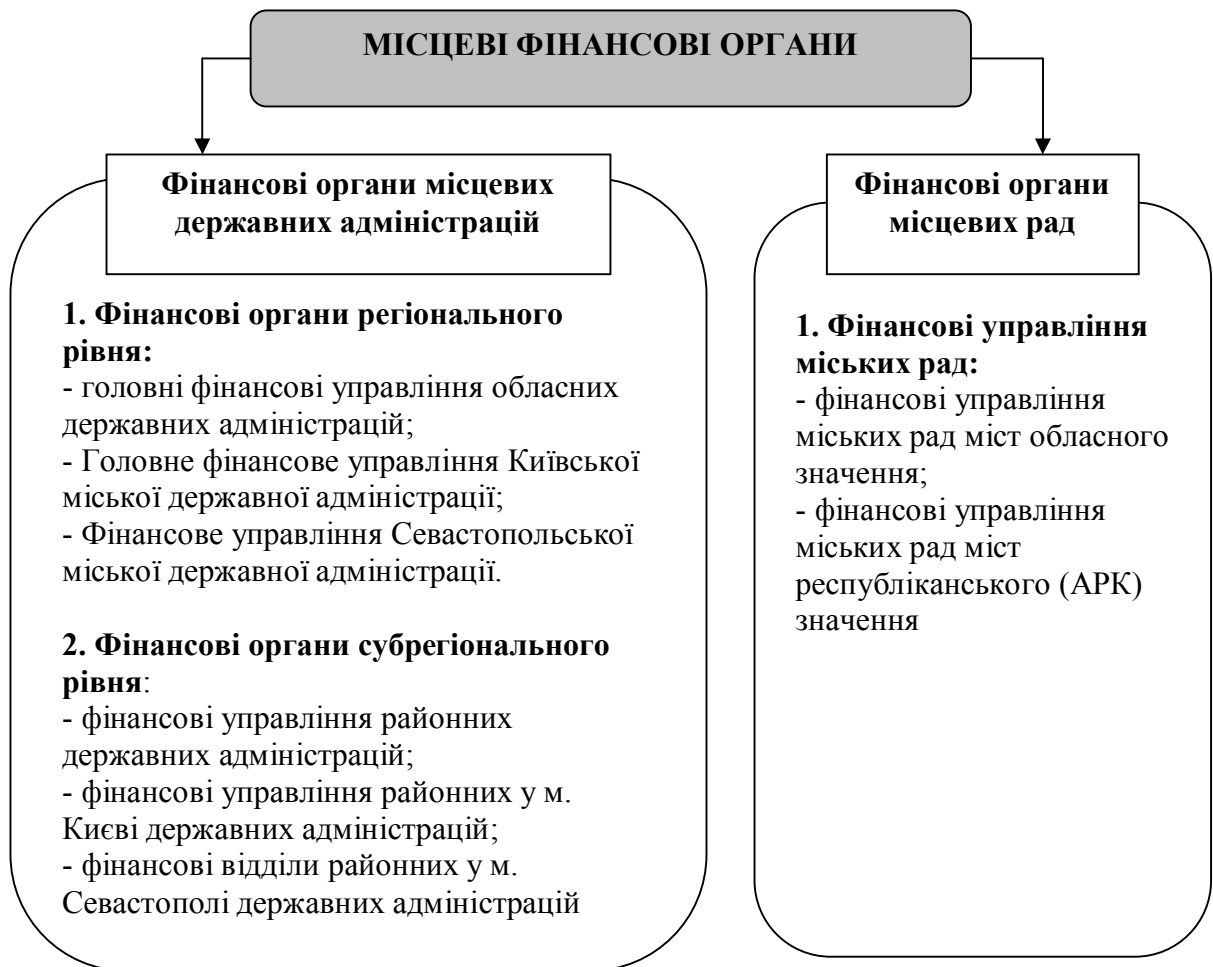 МІСЦЕВІ ФІНАНСОВІ ОРГАНИ
Фінансові органи місцевих
державних адміністрацій
1. Фінансові органи регіонального
рівня:
- головні фінансові управління обласних
державних адміністрацій;
- Головне фінансове управління Київської
міської державної адміністрації;
- Фінансове управління Севастопольської
міської державної адміністрації.
2. Фінансові органи субрегіонального
рівня:
- фінансові управління районних
державних адміністрацій;
- фінансові управління районних у м.
Києві державних адміністрацій;
- фінансові відділи районних у м.
Севастополі державних адміністрацій
Фінансові органи
місцевих рад
1. Фінансові управління
міських рад:
- фінансові управління
міських рад міст обласного
значення;
- фінансові управління
міських рад міст
республіканського (АРК)
значення